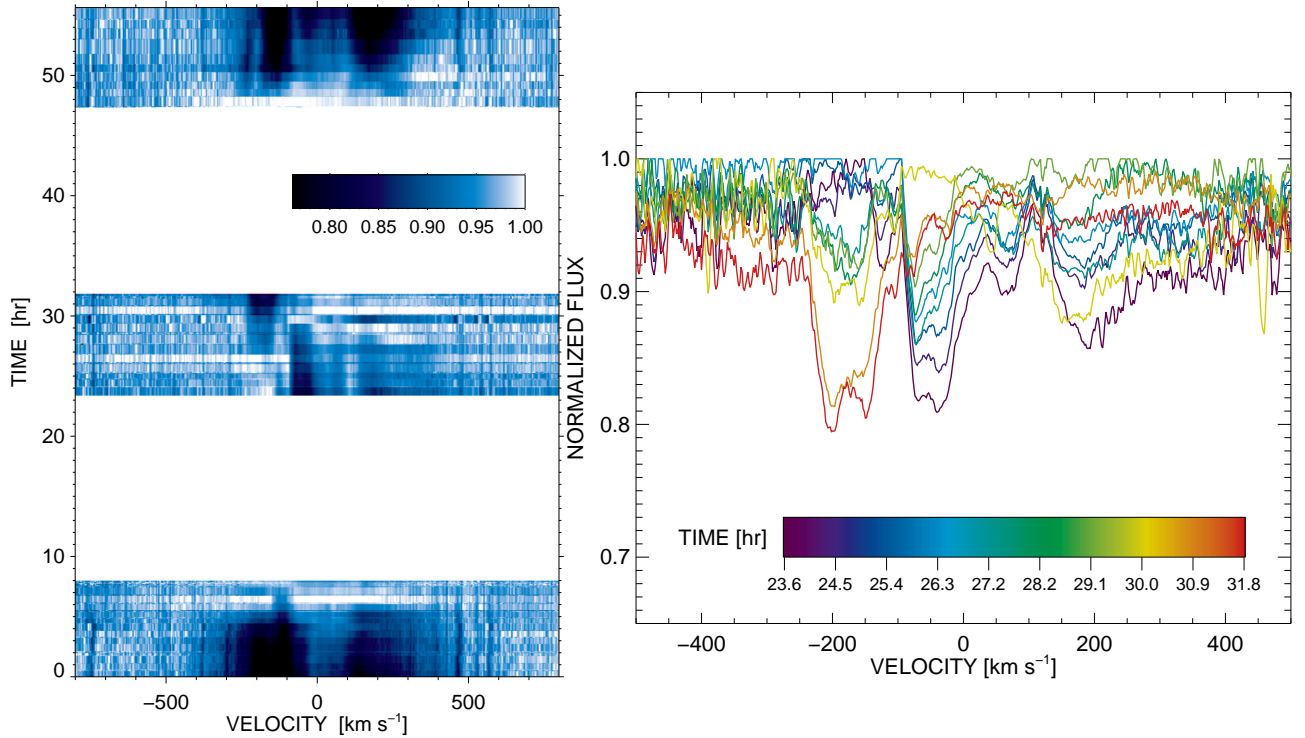 50
40
30
20
10
0
TIME [hr]
0.80 0.85 0.90 0.95 1.00
−500 0 500
VELOCITY [km s−1]
1.0
0.9
0.8
0.7
NORMALIZED FLUX
TIME [hr]
23.6 24.5 25.4 26.3 27.2 28.2 29.1 30.0 30.9 31.8
−400 −200 0 200 400
VELOCITY [km s−1]